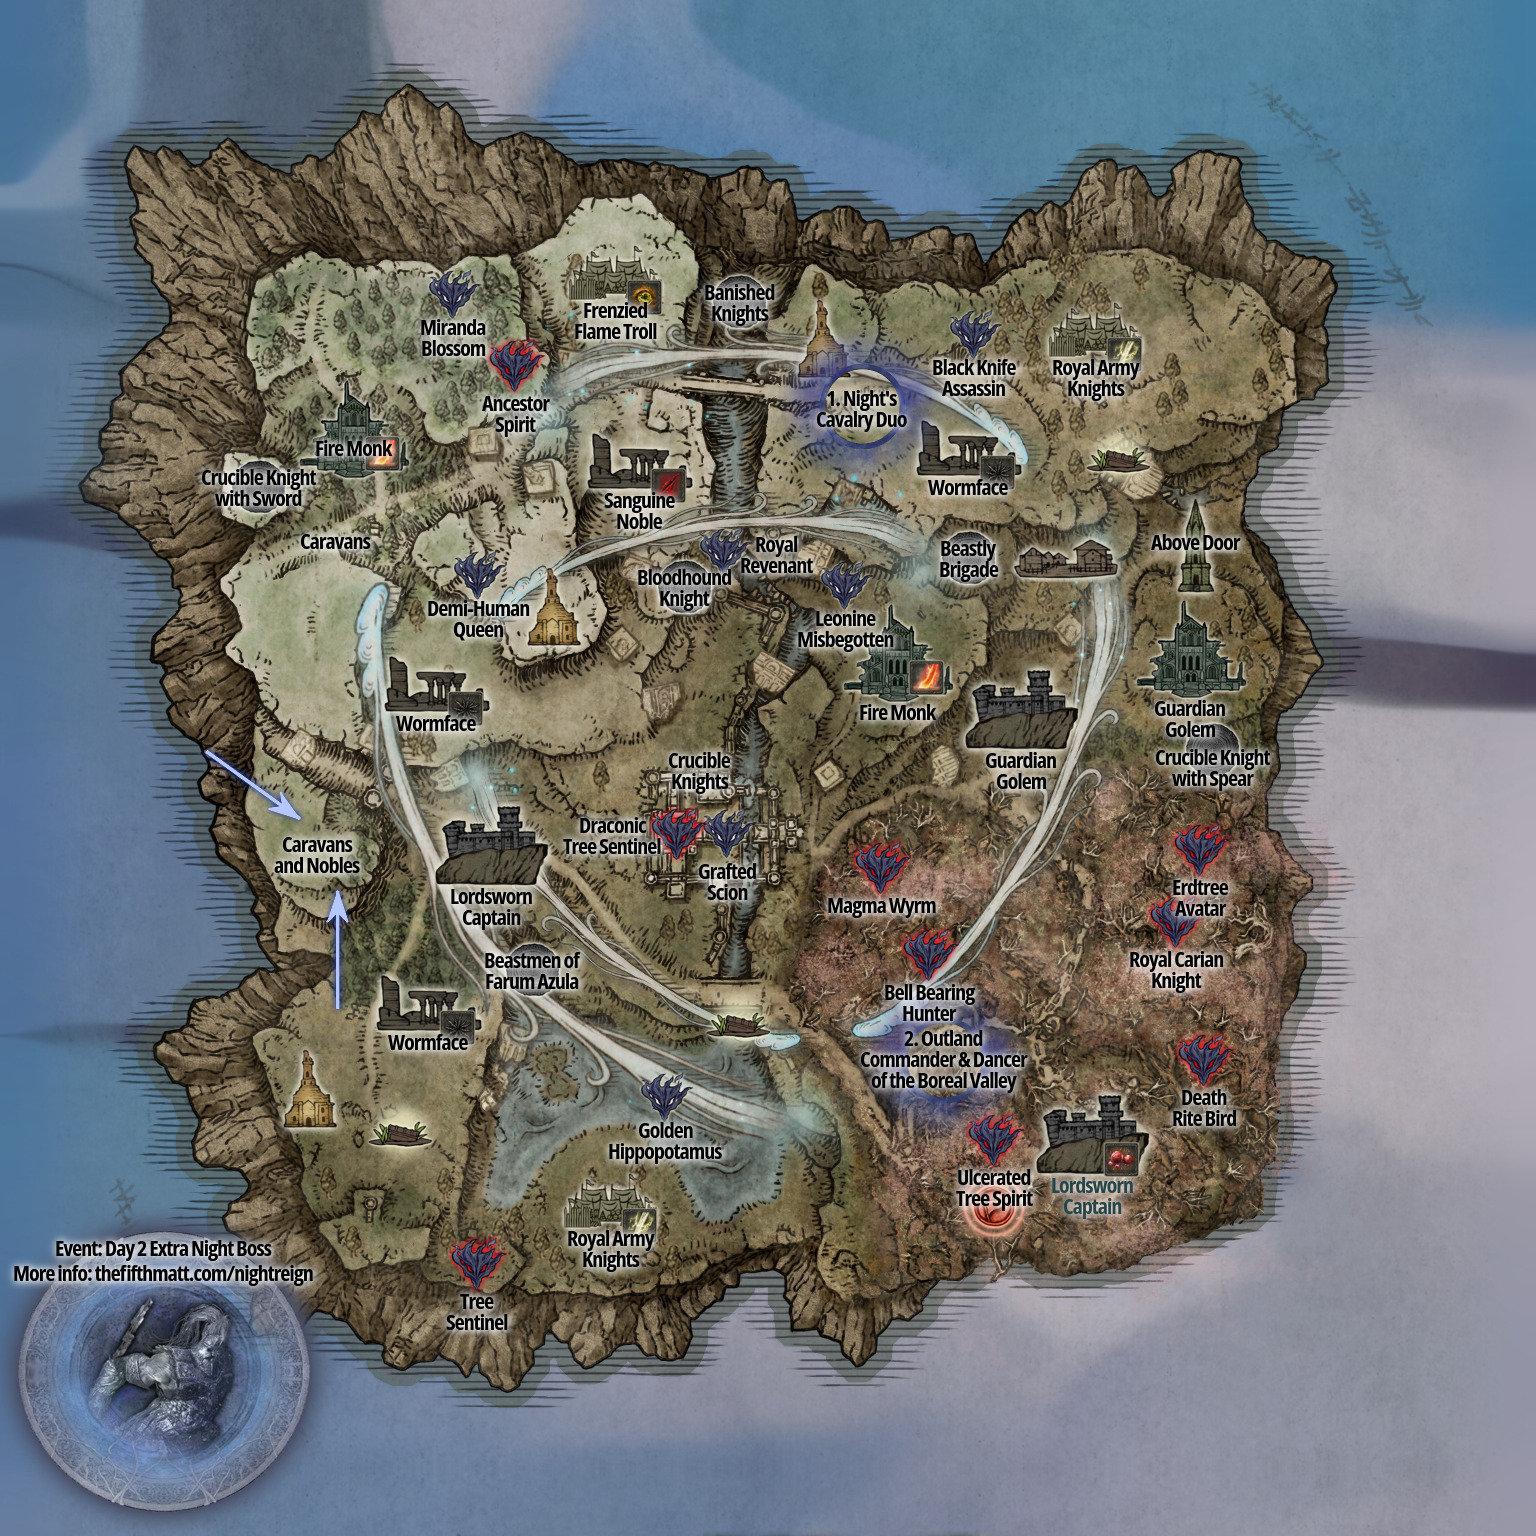 Miranda
Blossom
Frenzied
Flame Troll
Banished
Knights
Ancestor
Spirit
1. Night's
Cavalry Duo
Black Knife
Assassin
Royal Army
Knights
Fire Monk
Crucible Knight
with Sword
Sanguine
Noble
Wormface
Caravans
Above Door
Royal
Revenant
Beastly
Brigade
Bloodhound
Knight
Demi-Human
Queen
Leonine
Misbegotten
Wormface
Fire Monk
Guardian
Golem
Crucible Knight
with Spear
Crucible
Knights
Guardian
Golem
Draconic
Tree Sentinel
Grafted
Scion
Caravans
and Nobles
Lordsworn
Captain
Magma Wyrm
Erdtree
Avatar
Beastmen of
Farum Azula
Royal Carian
Knight
Bell Bearing
Hunter
Wormface
2. Outland
Commander & Dancer
of the Boreal Valley
Death
Rite Bird
Golden
Hippopotamus
Ulcerated
Tree Spirit
Lordsworn
Captain
Royal Army
Knights
Tree
Sentinel
Event: Day 2 Extra Night Boss
More info: thefifthmatt.com/nightreign